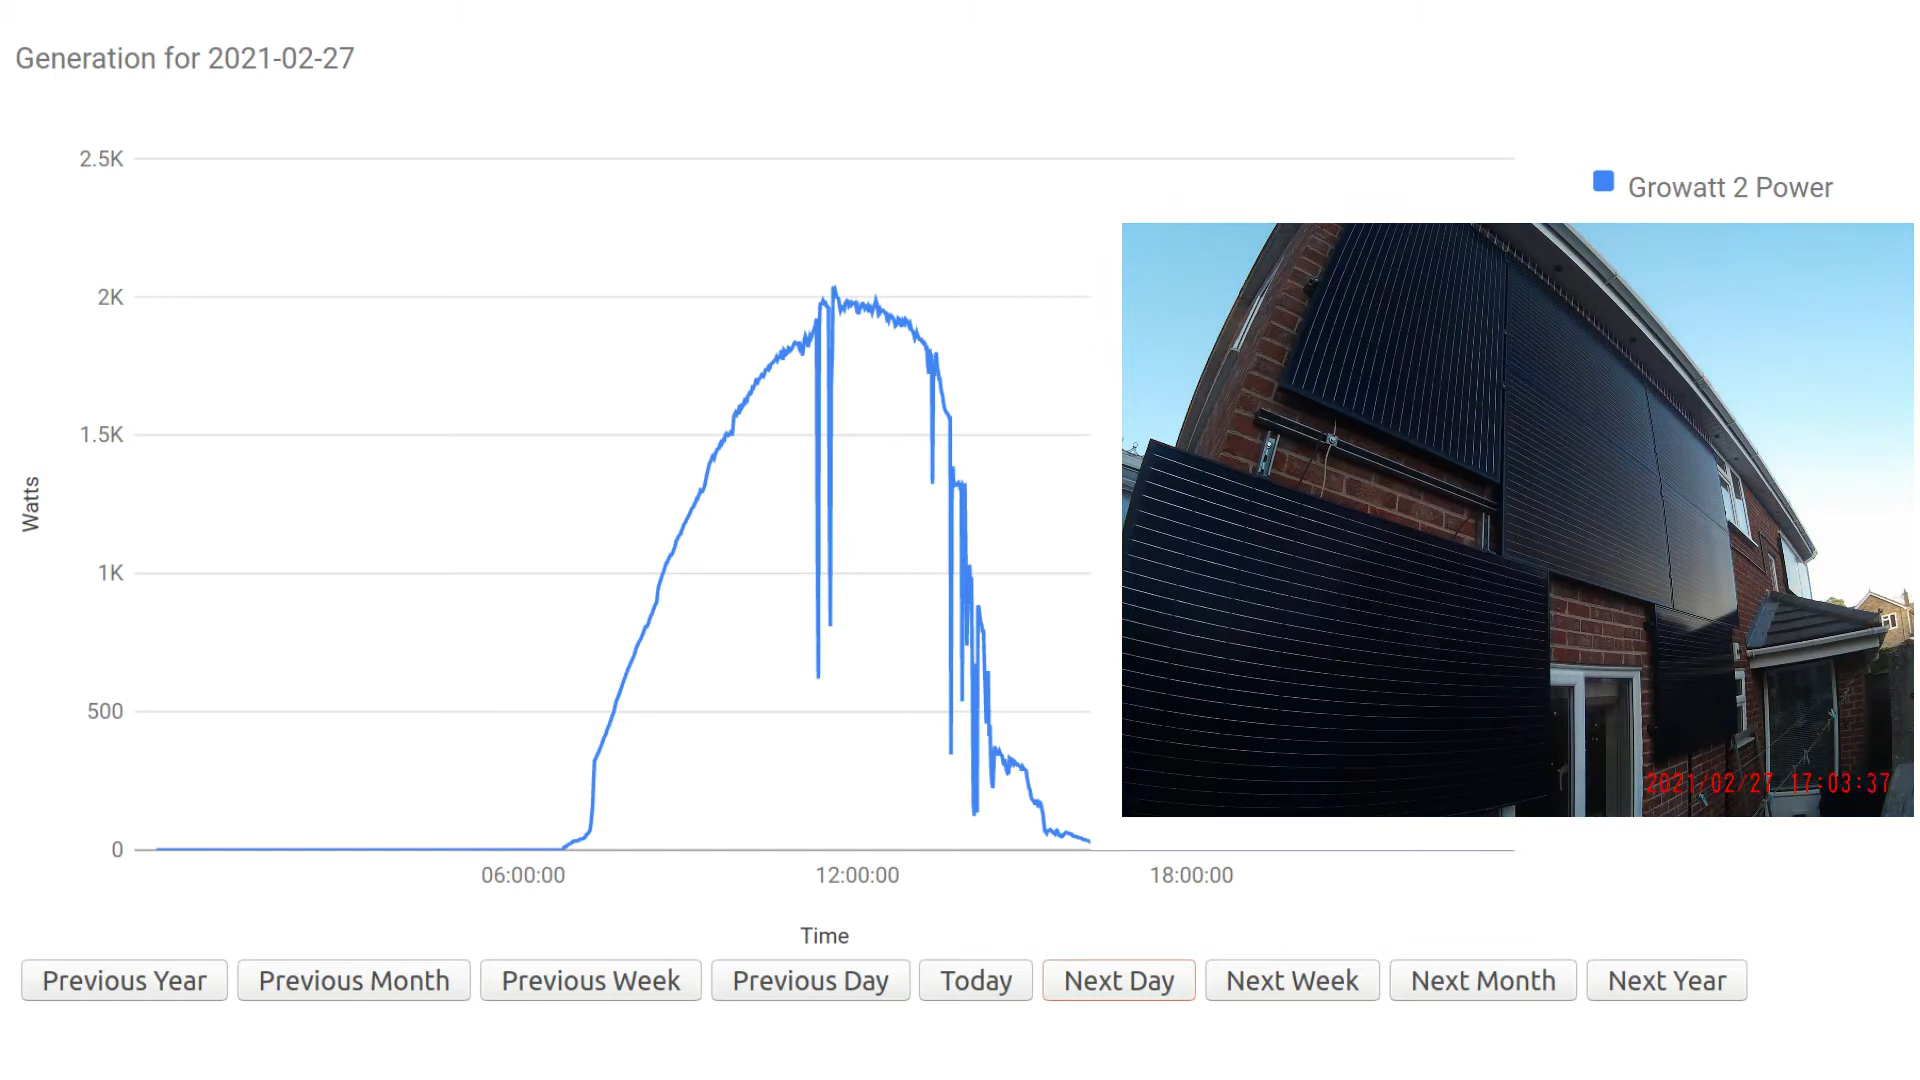 Generation for 2021-02-27
2.5K
Growatt 2 Power
2K
1.5K
Watts
1K
500
2021/02/27 17:03:37
0
06:00:00
12:00:00
18:00:00
Time
Previous Year
Previous Month
Previous Week
Previous Day
Today
Next Day
Next Week
Next Month
Next Year